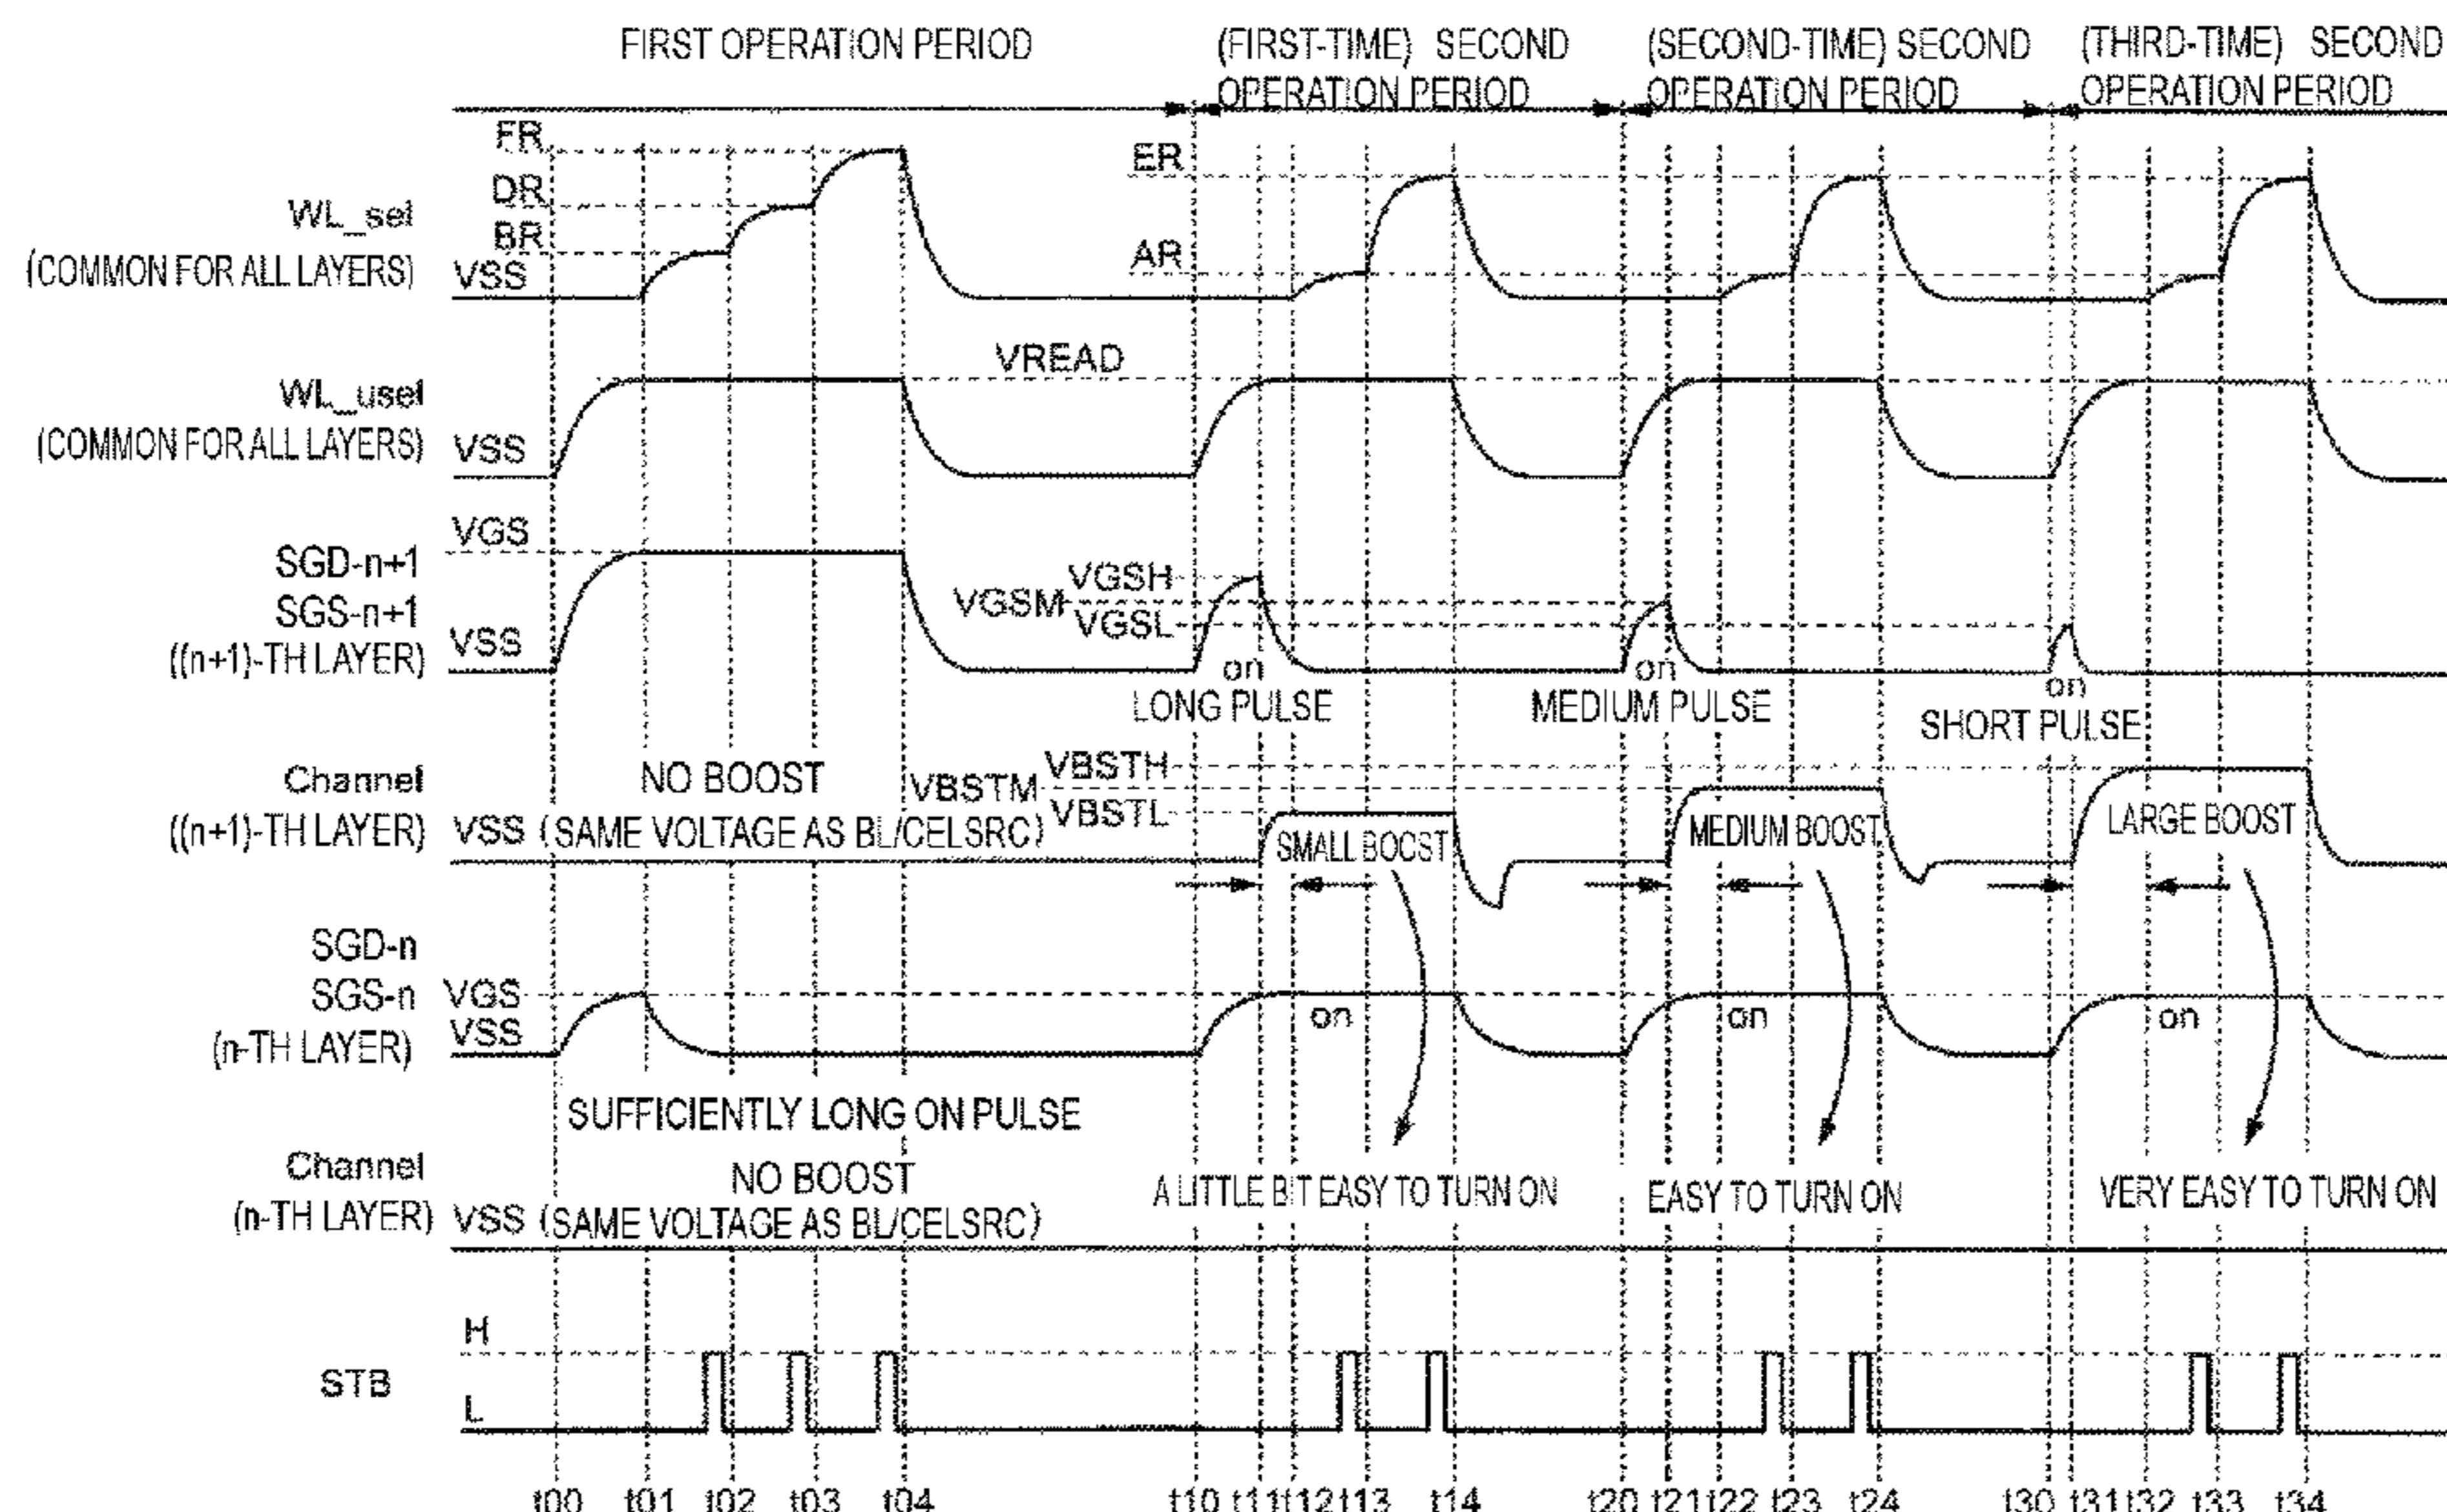 FIRST OPERATION PERIOD
(FIRST-TIME) SECOND
OPERATION PERIOD
(SECOND-TIME) SECOND
OPERATION PERIOD
(THIRD-TIME) SECOND
OPERATION PERIOD
FR
DR
BR
VSS
ER
AR
WL_sel
(COMMON FOR ALL LAYERS)
VREAD
WL_usel
(COMMON FOR ALL LAYERS)
VSS
VGS
SGD-n+1
SGS-n+1
((n+1)-TH LAYER)
VSS
VGSH
VGSM
VGSL
on
LONG PULSE
on
MEDIUM PULSE
on
SHORT PULSE
Channel
((n+1)-TH LAYER)
NO BOOST
VSS (SAME VOLTAGE AS BL/CELSRC)
VBSTH
VBSTM
VBSTL
SMALL BOOST
MEDIUM BOOST
LARGE BOOST
SGD-n
SGS-n
(n-TH LAYER)
VGS
VSS
on
on
on
SUFFICIENTLY LONG ON PULSE
Channel
(n-TH LAYER)
NO BOOST
VSS (SAME VOLTAGE AS BL/CELSRC)
A LITTLE BIT EASY TO TURN ON
EASY TO TURN ON
VERY EASY TO TURN ON
STB
H
L
t00 t01 t02 t03 t04 t10 t11 t12 t13 t14 t20 t21 t22 t23 t24 t30 t31 t32 t33 t34